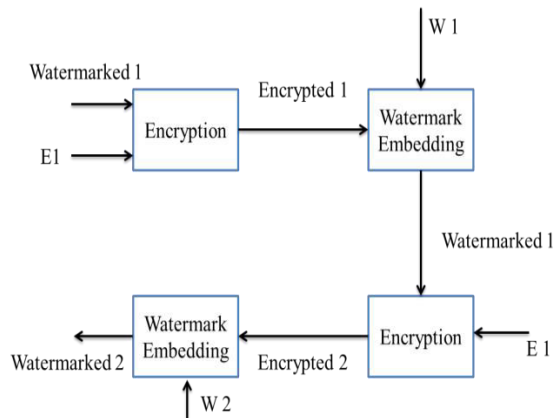 W 1
Watermarked 1
Encrypted 1
Encryption
Watermark
Embedding
E1
Watermarked 1
Watermark
Embedding
Encryption
Watermarked 2
Encrypted 2
E 1
W 2